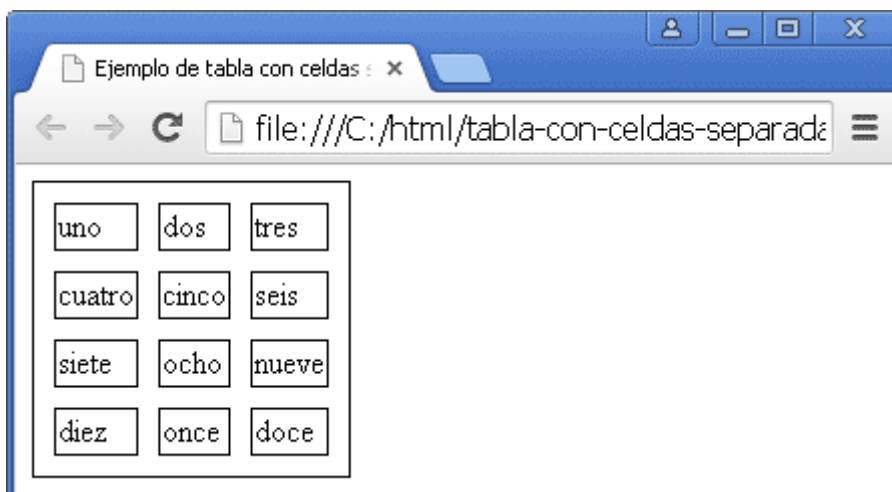 Ejemplo de tabla con celdas
file:///C:/html/tabla-con-celdas-separada
uno dos tres
cuatro cinco seis
siete ocho nueve
diez once doce